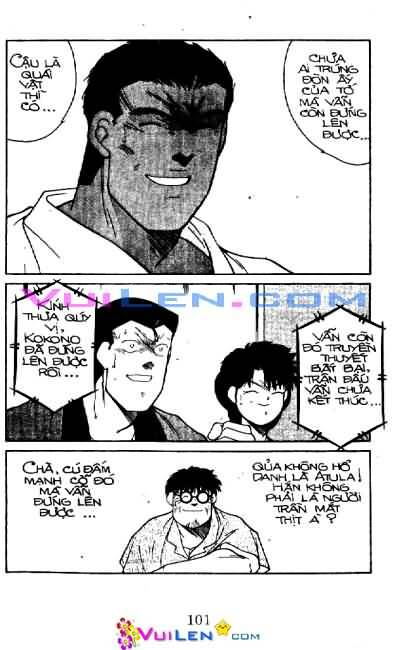 CHƯA
AI TRÚNG
ĐÒN ẤY
CỦA TỚ
MÀ VẪN
CÒN ĐỨNG
LÊN
ĐƯỢC...
CẬU LÀ
QUÁI
VẬT
THÌ
CÓ...
VuiLen.com
KÍNH
THƯA QUÝ
VỊ,
KOKONO
ĐÃ ĐỨNG
LÊN ĐƯỢC
RỒI...
VẪN CÒN
ĐÓ TRUYỀN
THUYẾT
BẤT BẠI,
TRẬN ĐẤU
VẪN CHƯA
KẾT THÚC...
CHÀ, CÚ ĐẤM
MẠNH CỠ ĐÓ
MÀ VẪN
ĐỨNG LÊN
ĐƯỢC
...
QUẢ KHÔNG HỔ
DANH LÀ ATULA!
HẮN KHÔNG
PHẢI LÀ NGƯỜI
TRẦN MẮT
THỊT À ?
101
VuiLen.com